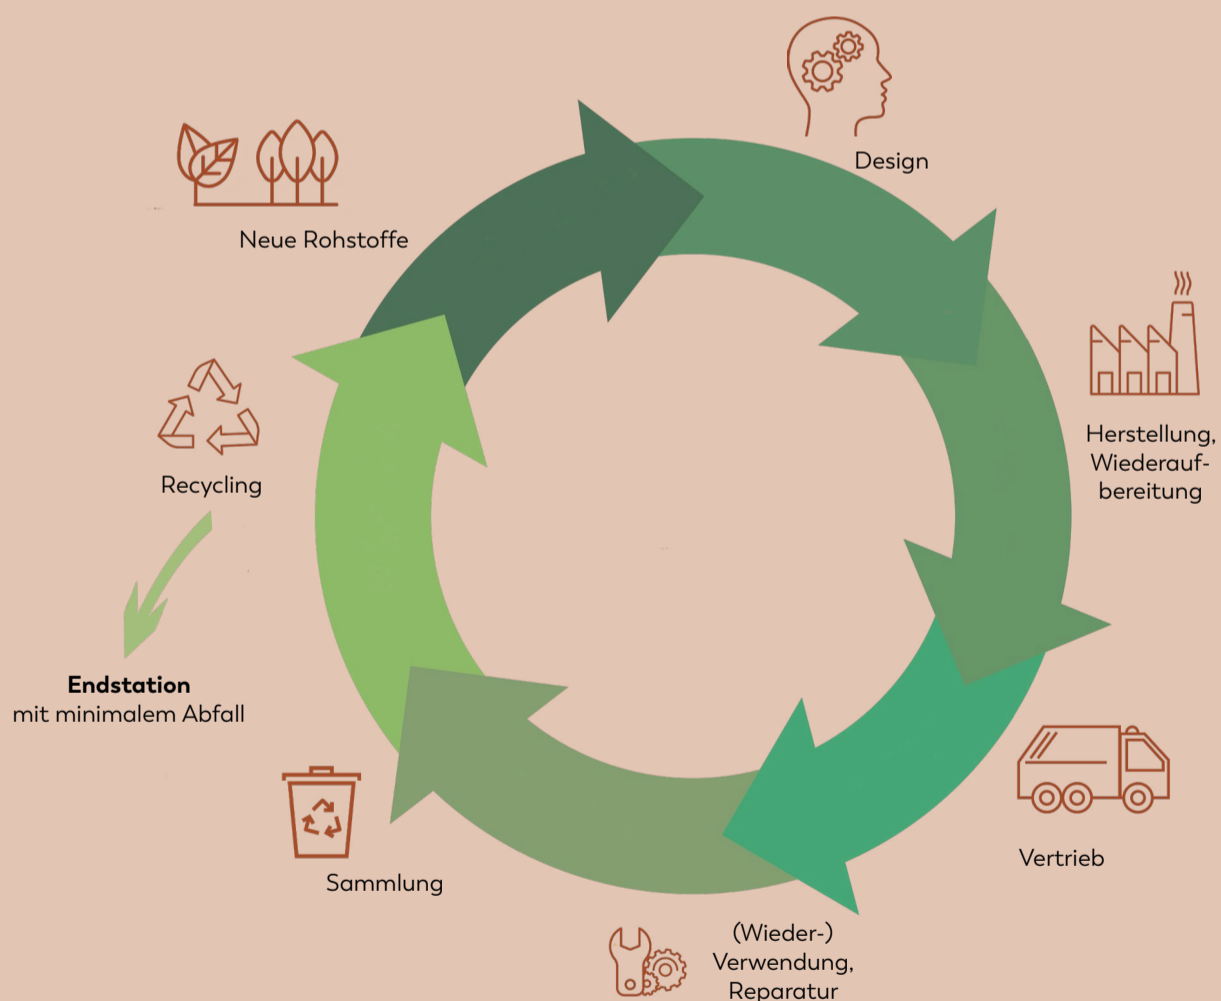 Design
Neue Rohstoffe
Herstellung,
Wiederauf-
bereitung
Recycling
Endstation
mit minimalem Abfall
Vertrieb
Sammlung
(Wieder-)
Verwendung,
Reparatur